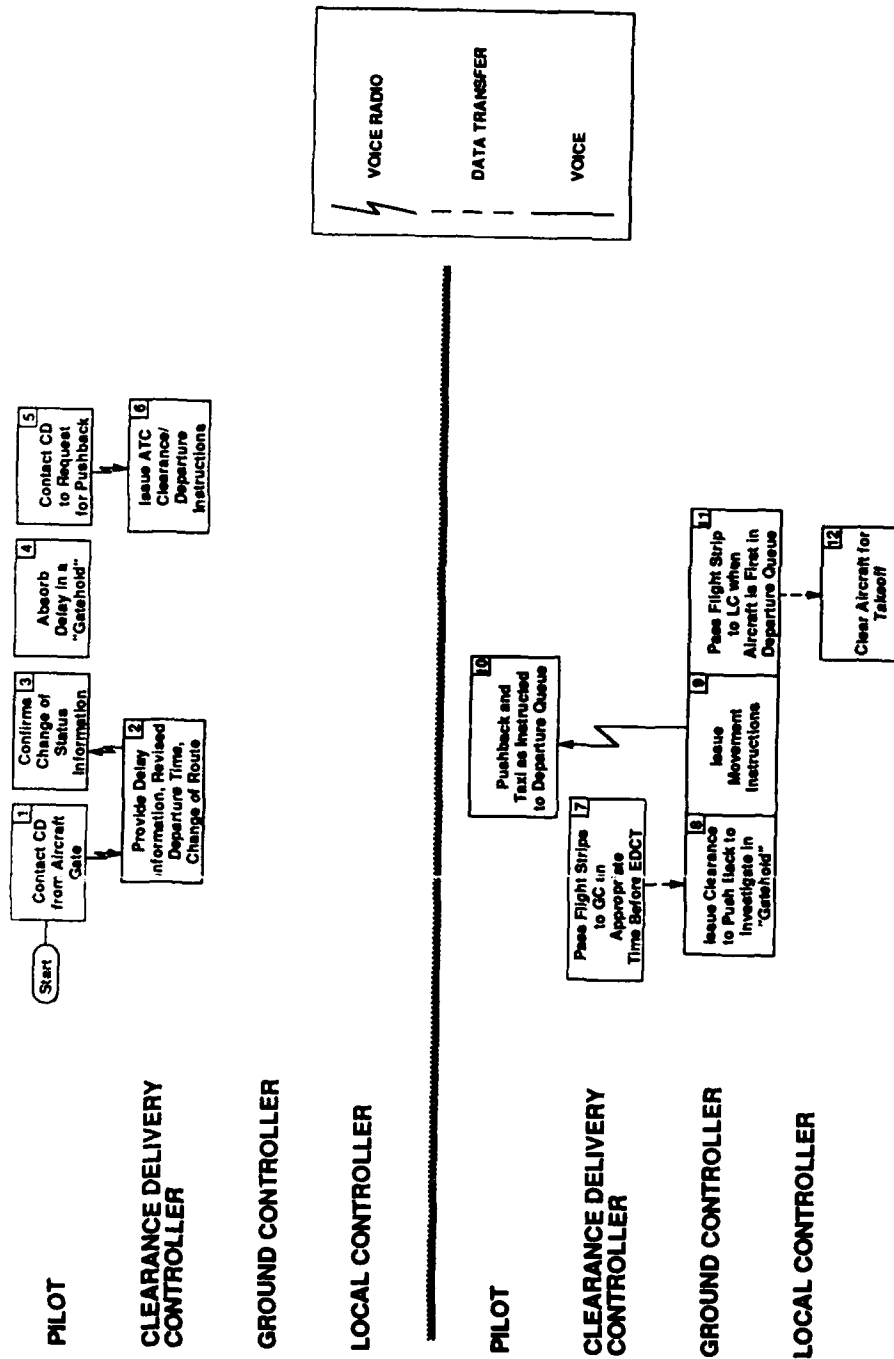 PILOT
Start
1
Contact CD
from Aircraft
Gate
3
Confirms
Change of
Status
Information
4
Absorb
Delay in a
"Gatehold"
5
Contact CD
to Request
for Pushback
CLEARANCE DELIVERY
CONTROLLER
2
Provide Delay
Information, Revised
Departure Time,
Change of Route
6
Issue ATC
Clearance/
Departure
Instructions
GROUND CONTROLLER
LOCAL CONTROLLER
PILOT
10
Pushback and
Taxi as Instructed
to Departure Queue
CLEARANCE DELIVERY
CONTROLLER
7
Pass Flight Strips
to GC an
Appropriate
Time Before EDCT
GROUND CONTROLLER
8
Issue Clearance
to Push Back to
Investigate in
"Gatehold"
9
Issue
Movement
Instructions
11
Pass Flight Strip
to LC when
Aircraft is First in
Departure Queue
LOCAL CONTROLLER
12
Clear Aircraft for
Takeoff
VOICE RADIO
DATA TRANSFER
VOICE